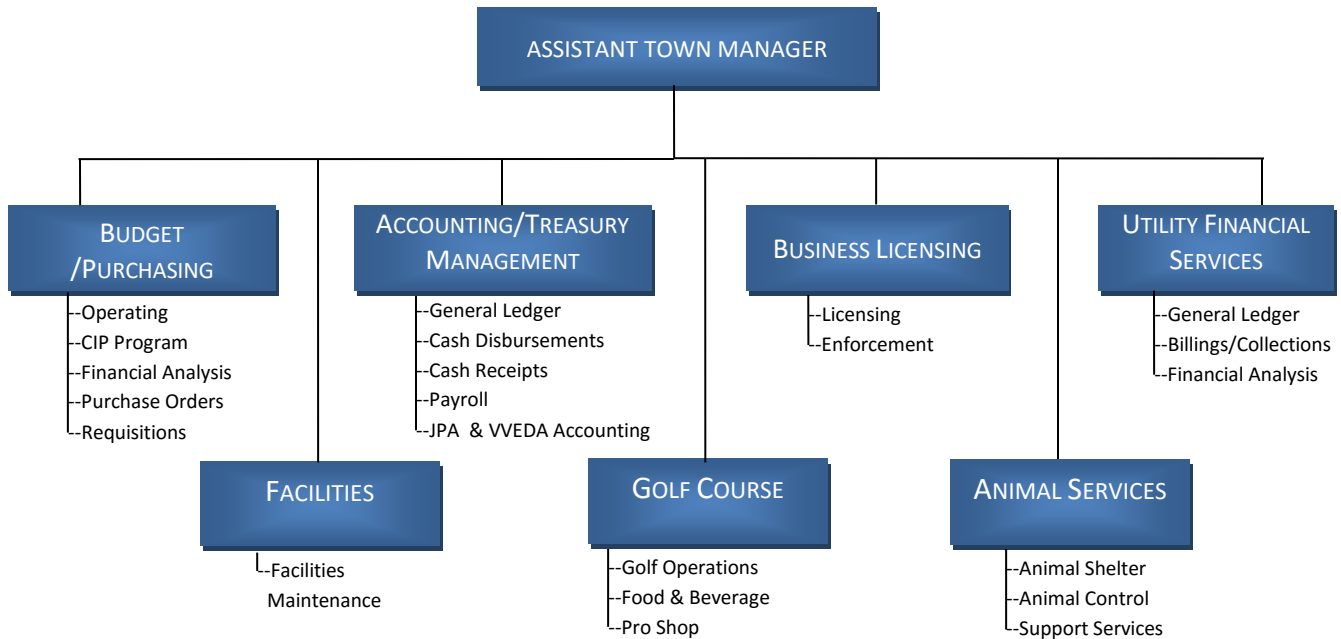 ASSISTANT TOWN MANAGER
BUDGET
/PURCHASING
--Operating
--CIP Program
--Financial Analysis
--Purchase Orders
--Requisitions
ACCOUNTING/TREASURY
MANAGEMENT
--General Ledger
--Cash Disbursements
--Cash Receipts
--Payroll
--JPA & VVEDA Accounting
BUSINESS LICENSING
--Licensing
--Enforcement
UTILITY FINANCIAL
SERVICES
--General Ledger
--Billings/Collections
--Financial Analysis
FACILITIES
--Facilities
Maintenance
GOLF COURSE
--Golf Operations
--Food & Beverage
--Pro Shop
ANIMAL SERVICES
--Animal Shelter
--Animal Control
--Support Services